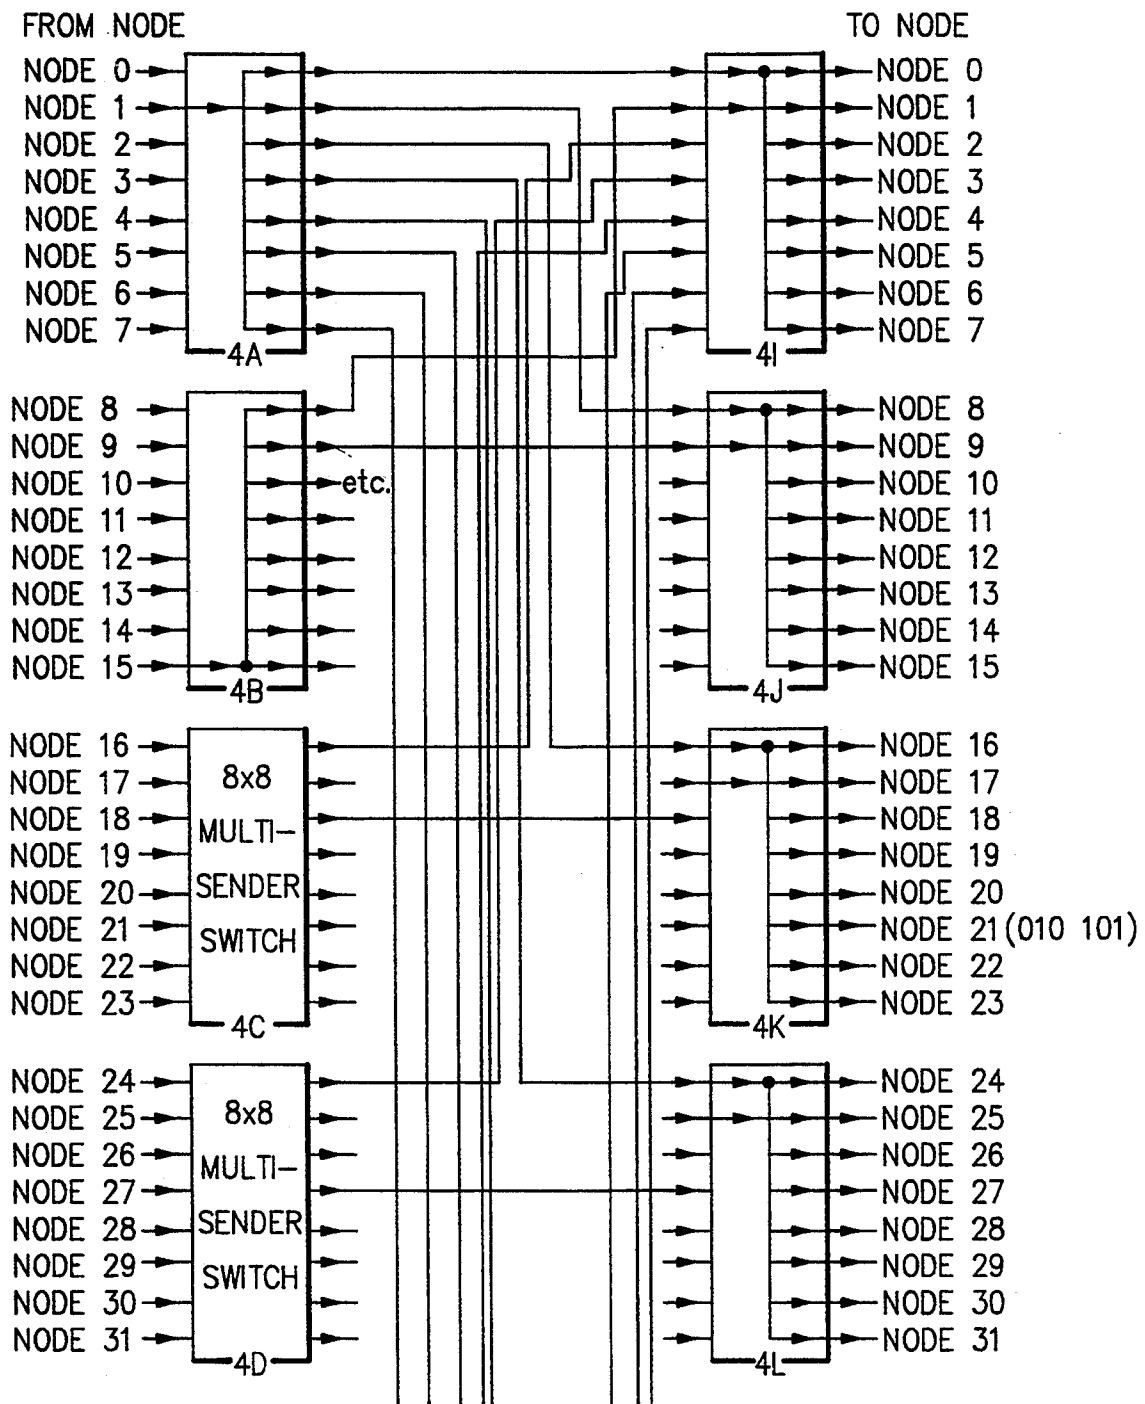 FROM NODE
TO NODE
NODE 0
NODE 0
NODE 1
NODE 1
NODE 2
NODE 2
NODE 3
NODE 3
NODE 4
NODE 4
NODE 5
NODE 5
NODE 6
NODE 6
NODE 7
NODE 7
4A
4I
NODE 8
NODE 8
NODE 9
NODE 9
NODE 10
etc.
NODE 10
NODE 11
NODE 11
NODE 12
NODE 12
NODE 13
NODE 13
NODE 14
NODE 14
NODE 15
NODE 15
4B
4J
NODE 16
NODE 17
NODE 18
NODE 19
NODE 20
NODE 21
NODE 22
NODE 23
8x8
MULTI-
SENDER
SWITCH
4C
NODE 16
NODE 17
NODE 18
NODE 19
NODE 20
NODE 21 (010 101)
NODE 22
NODE 23
4K
NODE 24
NODE 25
NODE 26
NODE 27
NODE 28
NODE 29
NODE 30
NODE 31
8x8
MULTI-
SENDER
SWITCH
4D
NODE 24
NODE 25
NODE 26
NODE 27
NODE 28
NODE 29
NODE 30
NODE 31
4L